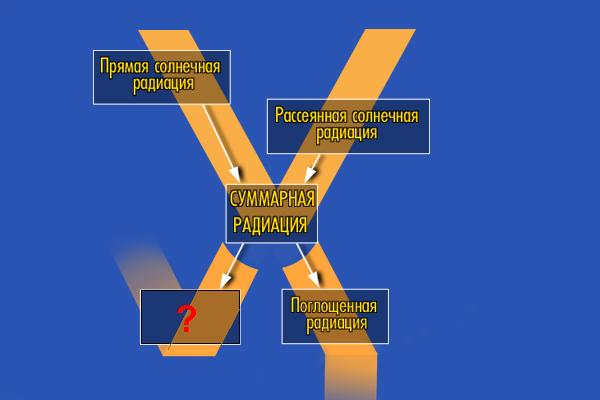 Прямая солнечная
радиация
Рассеянная солнечная
радиация
СУММАРНАЯ
РАДИАЦИЯ
?
Поглощенная
радиация